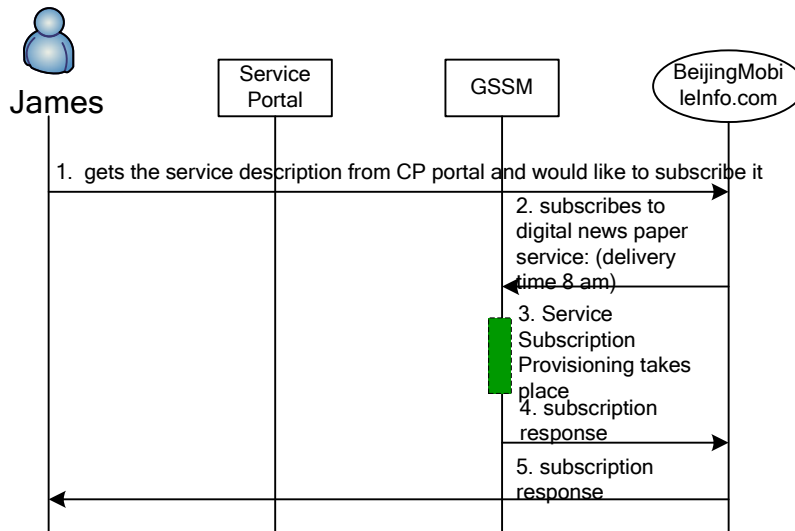 James
Service
Portal
GSSM
BeijingMobi
leInfo.com
1. gets the service description from CP portal and would like to subscribe it
2. subscribes to
digital news paper
service: (delivery
time 8 am)
3. Service
Subscription
Provisioning takes
place
4. subscription
response
5. subscription
response